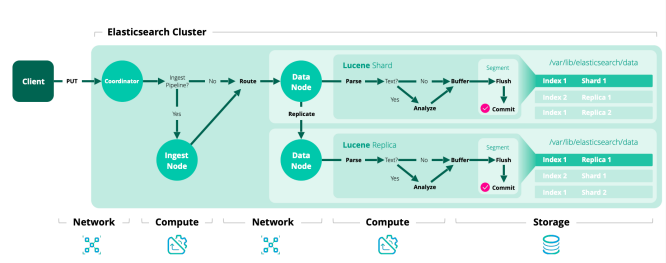 Elasticsearch Cluster
Client
PUT
Coordinator
Ingest
Pipeline?
No
Route
Yes
Ingest
Node
Data
Node
Replicate
Data
Node
Lucene Shard
Parse
Text?
No
Buffer
Yes
Analyze
Segment
Flush
Commit
/var/lib/elasticsearch/data
Index 1 Shard 1
Index 2 Replica 1
Index 1 Replica 2
Lucene Replica
Parse
Text?
No
Buffer
Yes
Analyze
Segment
Flush
Commit
/var/lib/elasticsearch/data
Index 1 Replica 1
Index 2 Shard 1
Index 1 Shard 2
Network
Compute
Network
Compute
Storage